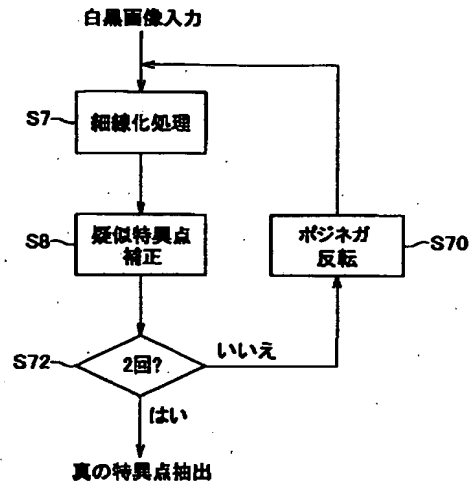 白黒画像入力
S7
細線化処理
S8
疑似特異点
補正
ポジネガ
反転
S70
S72
2回?
いいえ
はい
真の特異点抽出